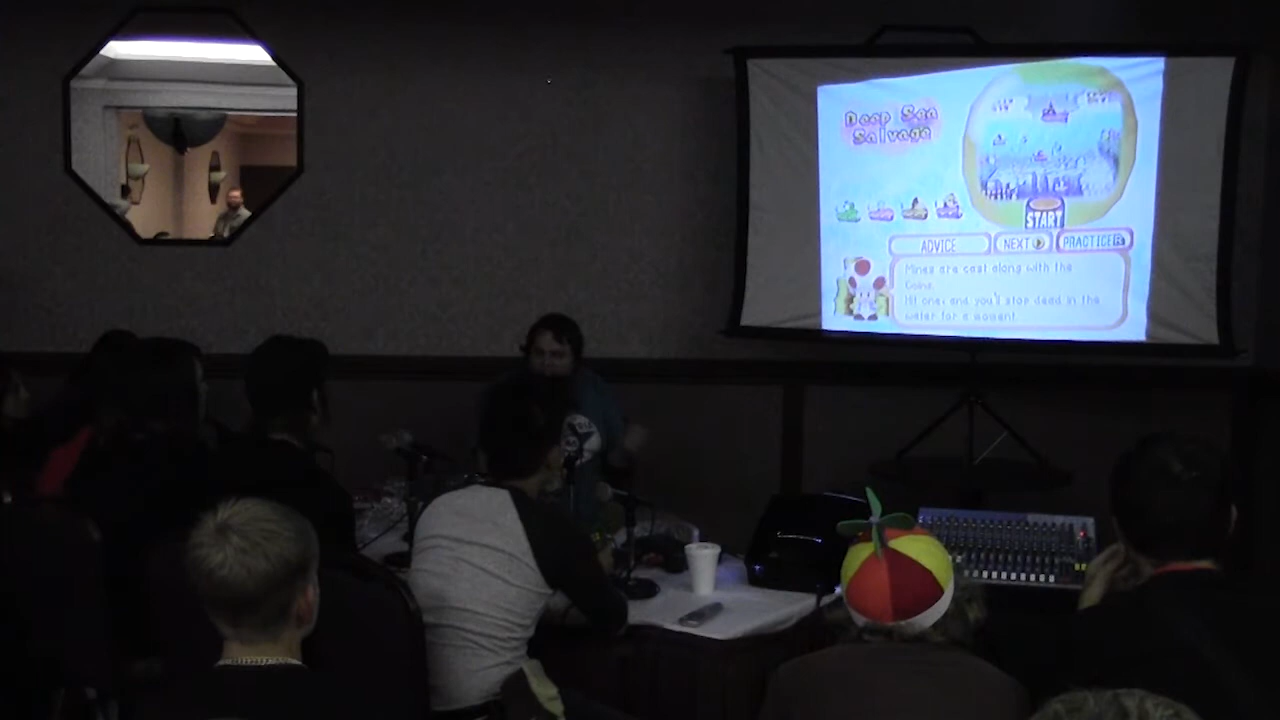 Deep Sea
Salvage
START
ADVICE
NEXT
PRACTICE R
Mines are cast along with the
Coins.
Hit one, and you'll stop dead in the
water for a moment.